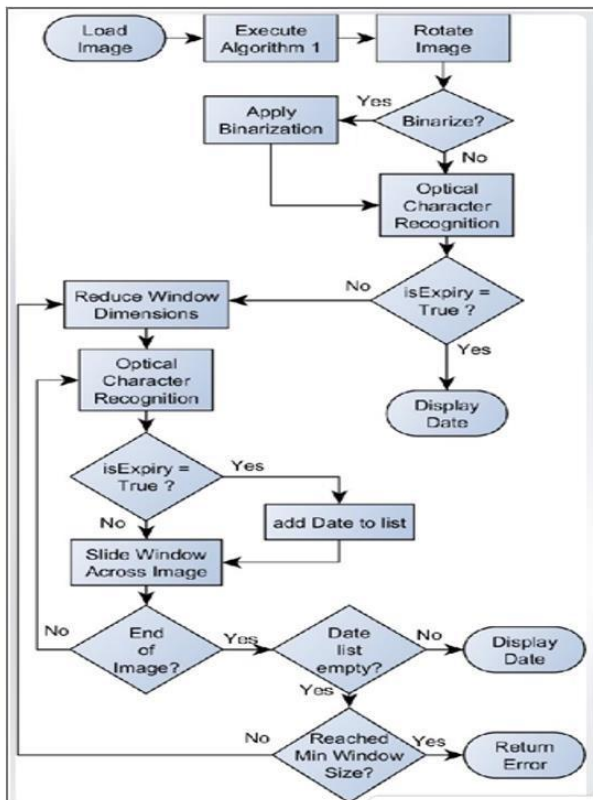 Load
Image
Execute
Algorithm 1
Rotate
Image
Binarize?
Yes
Apply
Binarization
No
Optical
Character
Recognition
isExpiry =
True ?
Yes
Display
Date
No
Reduce Window
Dimensions
Optical
Character
Recognition
isExpiry =
True ?
Yes
add Date to list
No
Slide Window
Across Image
End
of
Image?
No
Yes
Date
list
empty?
No
Display
Date
Yes
Reached
Min Window
Size?
No
Yes
Return
Error